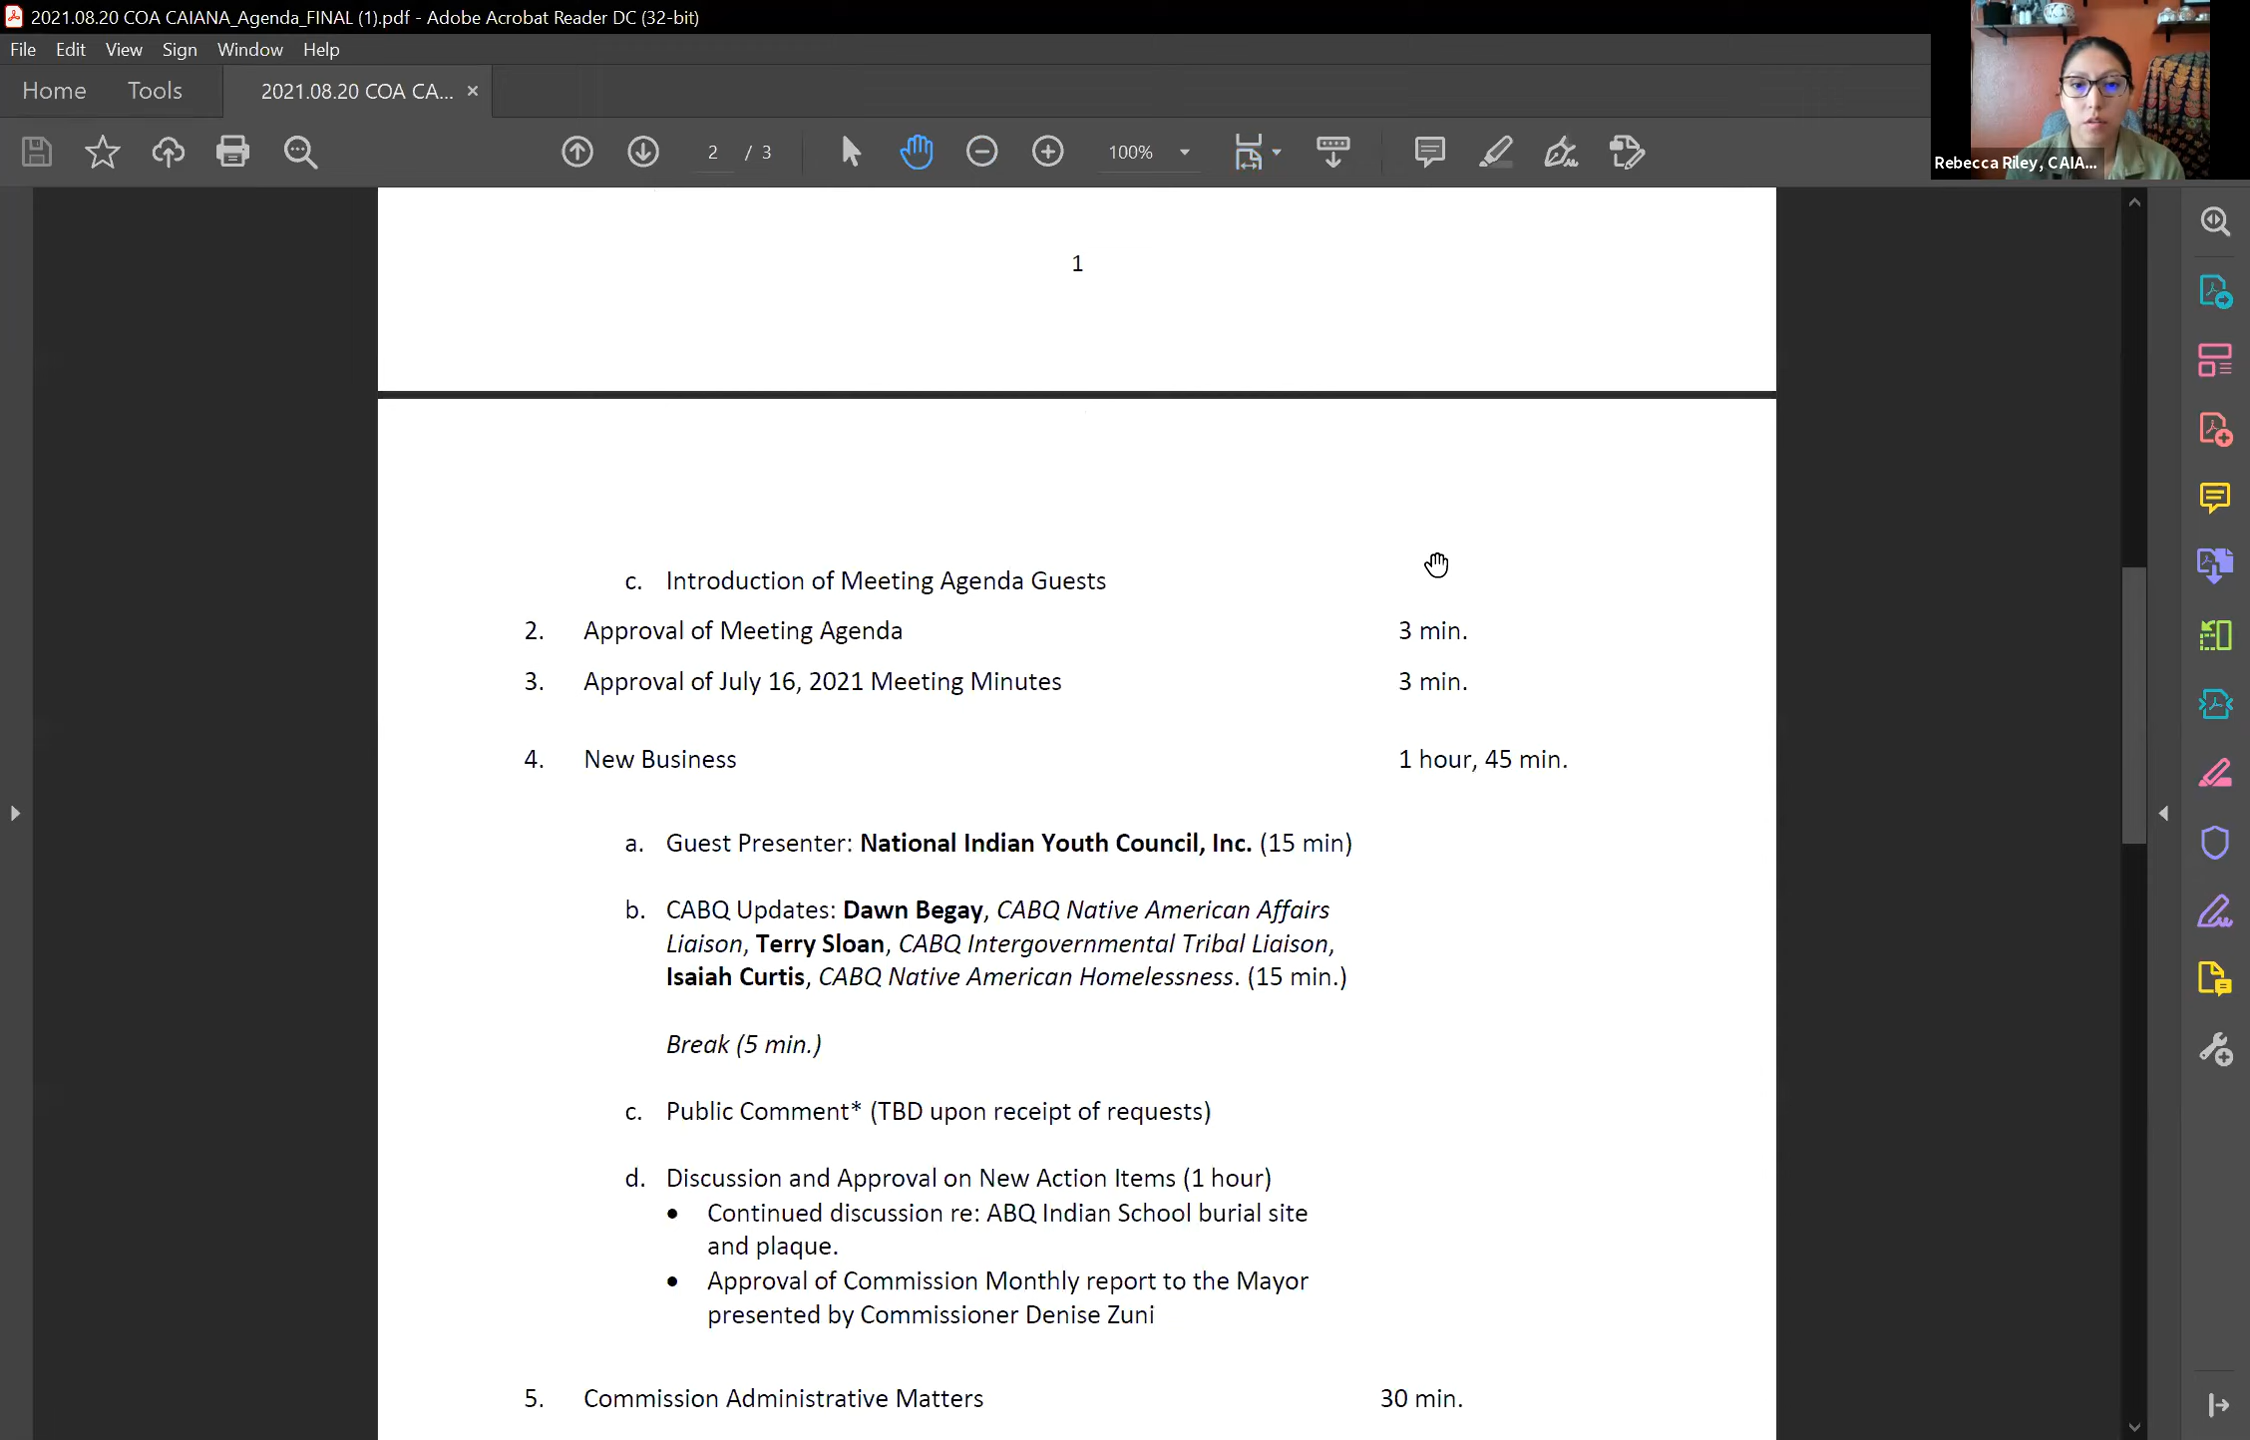 2021.08.20 COA CAIANA_Agenda_FINAL (1).pdf - Adobe Acrobat Reader DC (32-bit)
File Edit View Sign Window Help
Home Tools 2021.08.20 COA CA... ×
2 / 3 100%
Rebecca Riley, CAIA...
1
c. Introduction of Meeting Agenda Guests
2. Approval of Meeting Agenda 3 min.
3. Approval of July 16, 2021 Meeting Minutes 3 min.
4. New Business 1 hour, 45 min.
a. Guest Presenter: National Indian Youth Council, Inc. (15 min)
b. CABQ Updates: Dawn Begay, CABQ Native American Affairs
Liaison, Terry Sloan, CABQ Intergovernmental Tribal Liaison,
Isaiah Curtis, CABQ Native American Homelessness. (15 min.)
Break (5 min.)
c. Public Comment* (TBD upon receipt of requests)
d. Discussion and Approval on New Action Items (1 hour)
• Continued discussion re: ABQ Indian School burial site
and plaque.
• Approval of Commission Monthly report to the Mayor
presented by Commissioner Denise Zuni
5. Commission Administrative Matters 30 min.